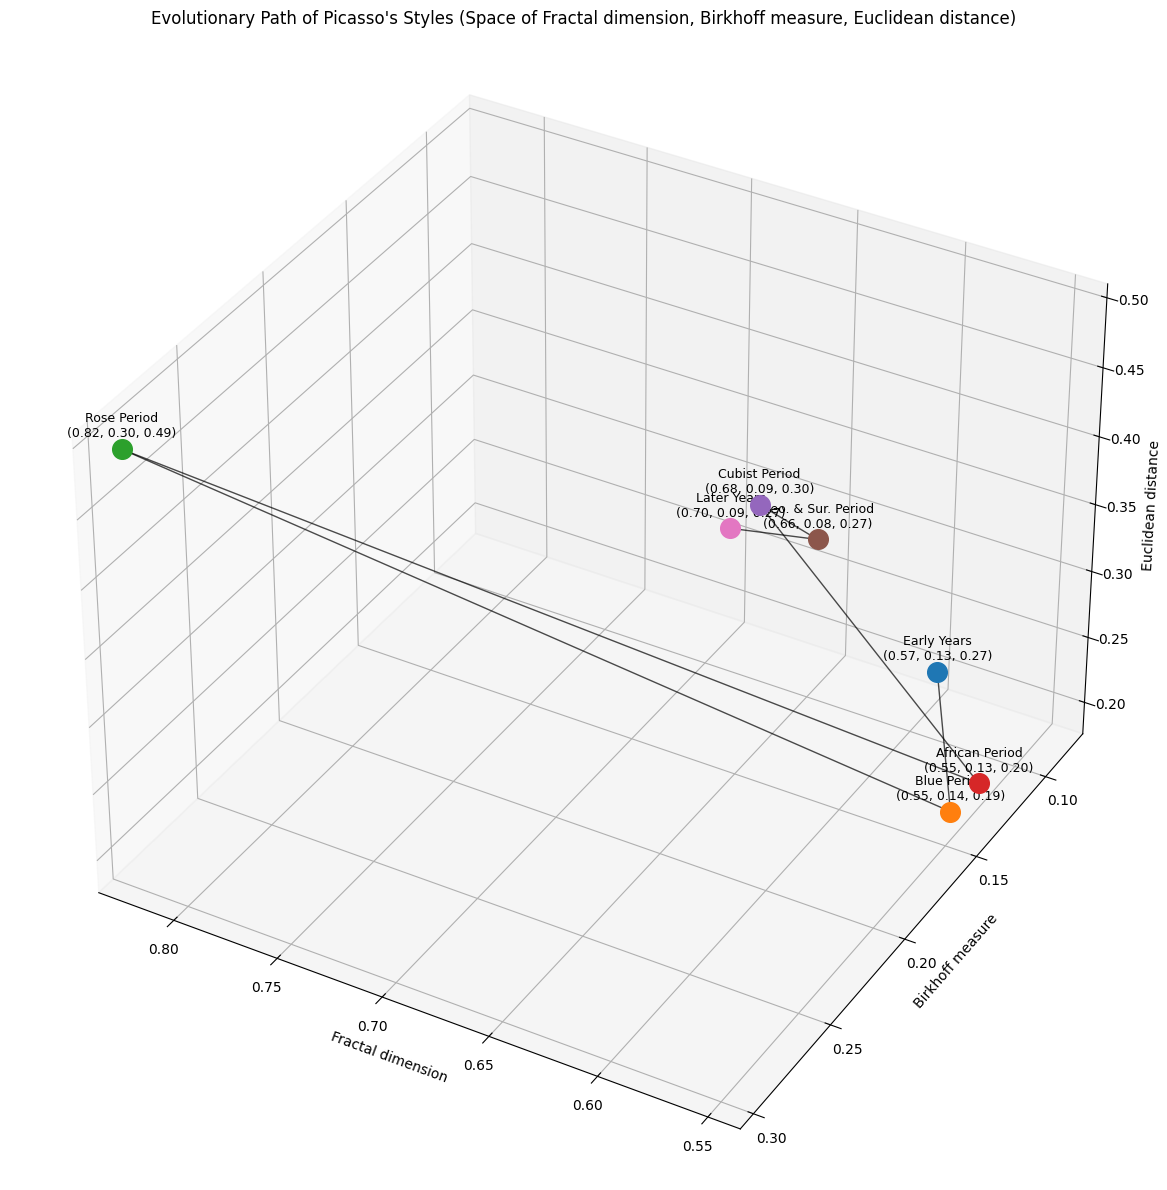 Evolutionary Path of Picasso's Styles (Space of Fractal dimension, Birkhoff measure, Euclidean distance)
Rose Period
(0.82, 0.30, 0.49)
Cubist Period
(0.68, 0.09, 0.30)
Later Years
(0.70, 0.09, 0.27)
& Sur. Period
(0.66, 0.08, 0.27)
Early Years
(0.57, 0.13, 0.27)
African Period
(0.55, 0.13, 0.20)
Blue Period
(0.55, 0.14, 0.19)
0.50
0.45
0.40
0.35
0.30
0.25
0.20
Euclidean distance
0.10
0.15
0.20
0.25
0.30
Birkhoff measure
0.80
0.75
0.70
0.65
0.60
0.55
Fractal dimension